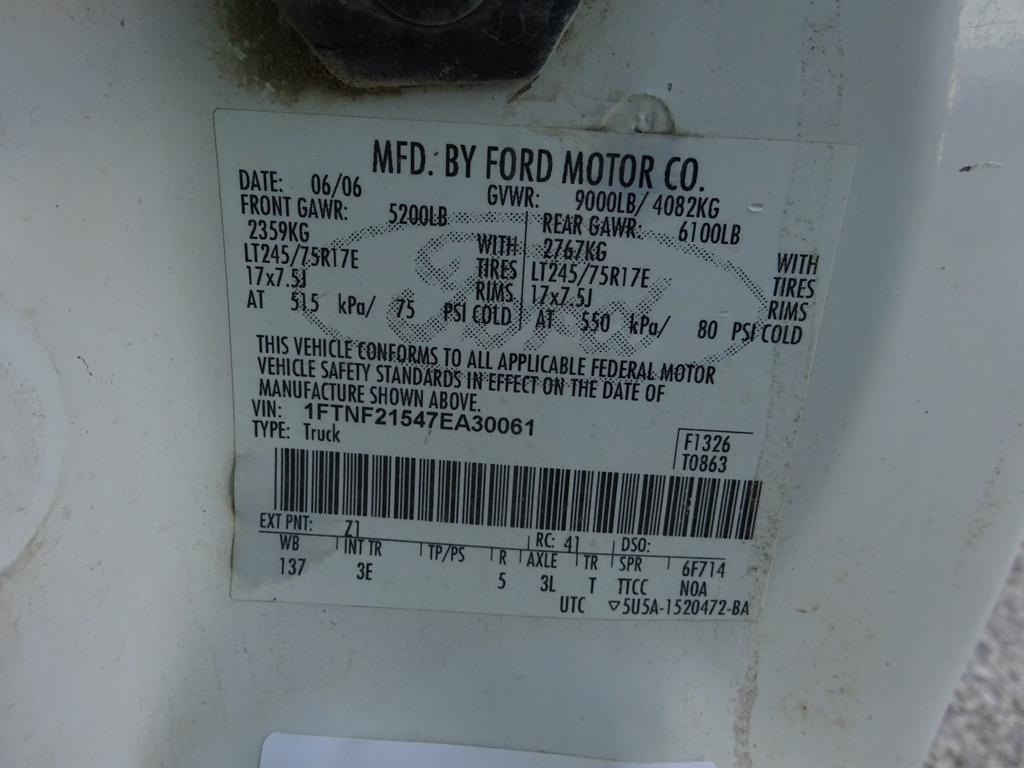 MFD. BY FORD MOTOR CO.
DATE: 06/06 GVWR: 9000LB/ 4082KG
FRONT GAWR: 5200LB REAR GAWR: 6100LB
2359KG WITH 2767KG WITH
LT245/75R17E TIRES LT245/75R17E TIRES
17x7.5J RIMS 17x7.5J RIMS
AT 515 kPa/ 75 PSI COLD AT 550 kPa/ 80 PSI COLD
Ford
THIS VEHICLE CONFORMS TO ALL APPLICABLE FEDERAL MOTOR
VEHICLE SAFETY STANDARDS IN EFFECT ON THE DATE OF
MANUFACTURE SHOWN ABOVE.
VIN: 1FTNF21547EA30061
TYPE: Truck
F1326
T0863
EXT PNT: Z1 RC: 41 DSO:
WB INT TR TP/PS R AXLE TR SPR 6F714
137 3E 5 3L T TTCC NOA
UTC ▽5U5A-1520472-BA